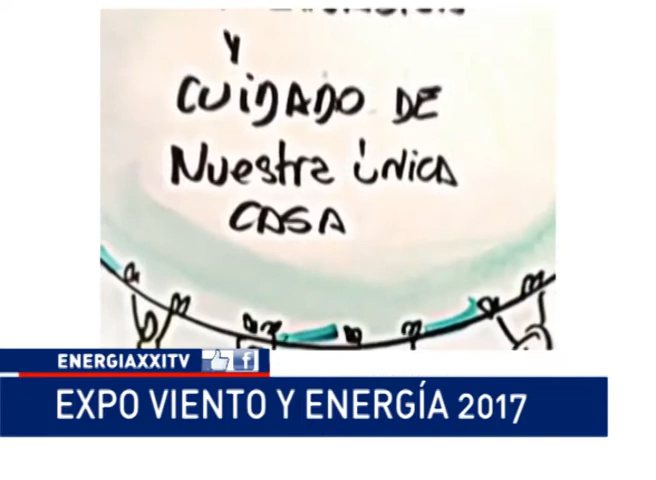 Y
CUIDADO DE
Nuestra única
CASA
ENERGIAXXITV
EXPO VIENTO Y ENERGÍA 2017